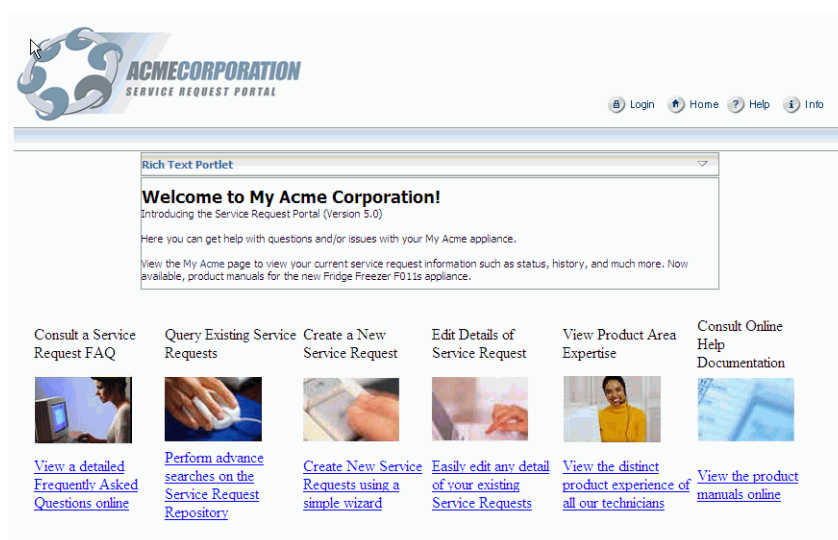 ACMECORPORATION
SERVICE REQUEST PORTAL
Login Home ? Help i Info
Rich Text Portlet
Welcome to My Acme Corporation!
Introducing the Service Request Portal (Version 5.0)
Here you can get help with questions and/or issues with your My Acme appliance.
View the My Acme page to view your current service request information such as status, history, and much more. Now
available, product manuals for the new Fridge Freezer F011s appliance.
Consult a Service
Request FAQ
Query Existing Service
Requests
Create a New
Service Request
Edit Details of
Service Request
View Product Area
Expertise
Consult Online
Help
Documentation
View a detailed
Frequently Asked
Questions online
Perform advance
searches on the
Service Request
Repository
Create New Service
Requests using a
simple wizard
Easily edit any detail
of your existing
Service Requests
View the distinct
product experience of
all our technicians
View the product
manuals online